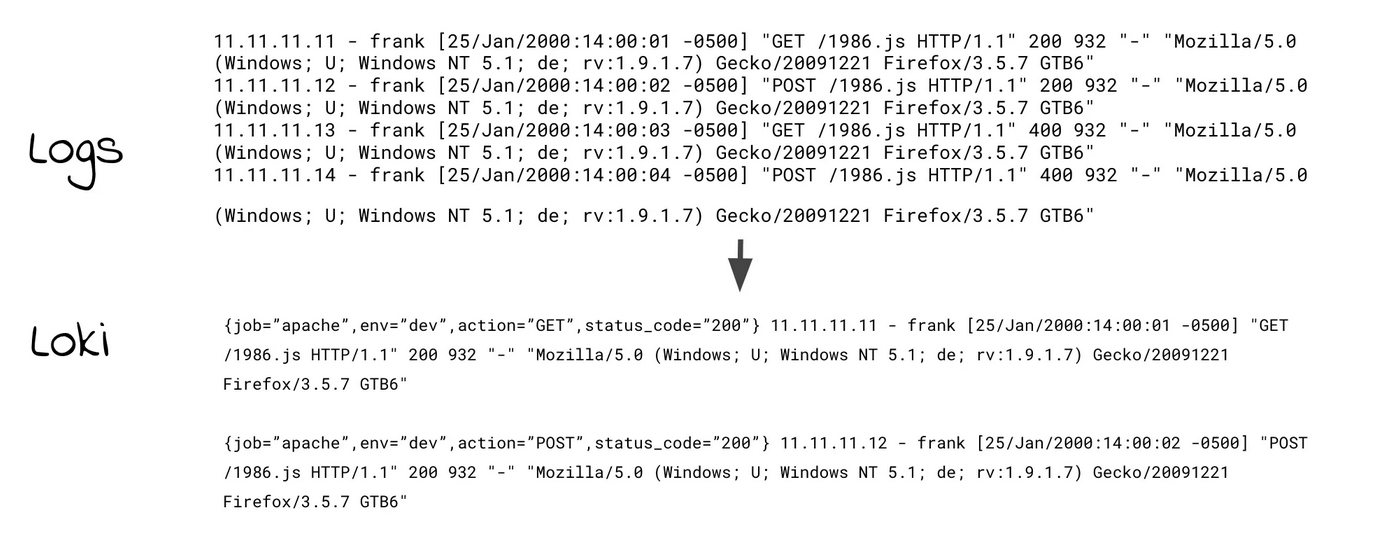 11.11.11.11 - frank [25/Jan/2000:14:00:01 -0500] "GET /1986.js HTTP/1.1" 200 932 "-" "Mozilla/5.0
(Windows; U; Windows NT 5.1; de; rv:1.9.1.7) Gecko/20091221 Firefox/3.5.7 GTB6"
11.11.11.12 - frank [25/Jan/2000:14:00:02 -0500] "POST /1986.js HTTP/1.1" 200 932 "-" "Mozilla/5.0
(Windows; U; Windows NT 5.1; de; rv:1.9.1.7) Gecko/20091221 Firefox/3.5.7 GTB6"
11.11.11.13 - frank [25/Jan/2000:14:00:03 -0500] "GET /1986.js HTTP/1.1" 400 932 "-" "Mozilla/5.0
Logs
(Windows; U; Windows NT 5.1; de; rv:1.9.1.7) Gecko/20091221 Firefox/3.5.7 GTB6"
11.11.11.14 - frank [25/Jan/2000:14:00:04 -0500] "POST /1986.js HTTP/1.1" 400 932 "-" "Mozilla/5.0
(Windows; U; Windows NT 5.1; de; rv:1.9.1.7) Gecko/20091221 Firefox/3.5.7 GTB6"
Loki
{job=”apache”,env=”dev”,action=”GET”,status_code=”200”} 11.11.11.11 - frank [25/Jan/2000:14:00:01 -0500] "GET
/1986.js HTTP/1.1" 200 932 "-" "Mozilla/5.0 (Windows; U; Windows NT 5.1; de; rv:1.9.1.7) Gecko/20091221
Firefox/3.5.7 GTB6"
{job=”apache”,env=”dev”,action=”POST”,status_code=”200”} 11.11.11.12 - frank [25/Jan/2000:14:00:02 -0500] "POST
/1986.js HTTP/1.1" 200 932 "-" "Mozilla/5.0 (Windows; U; Windows NT 5.1; de; rv:1.9.1.7) Gecko/20091221
Firefox/3.5.7 GTB6"